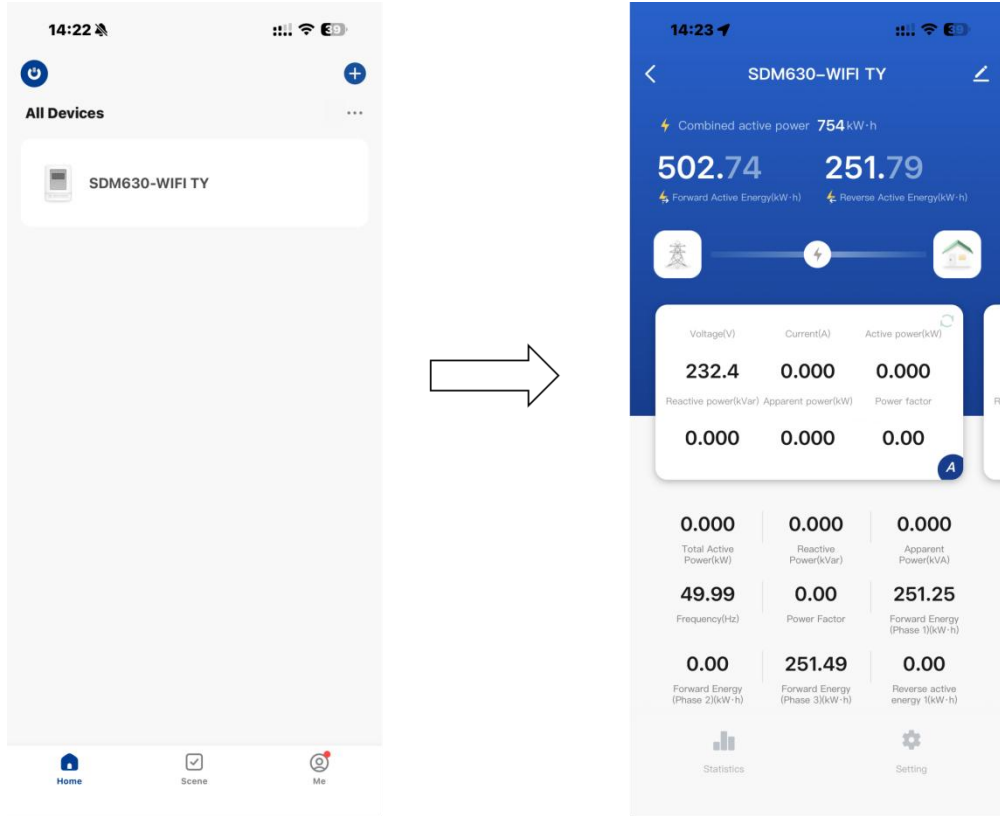 14:22
39
All Devices
...
SDM630-WIFI TY
Home
Scene
Me
14:23
39
SDM630-WIFI TY
Combined active power 754 kW·h
502.74
251.79
Forward Active Energy(kW·h)
Reverse Active Energy(kW·h)
Voltage(V)
Current(A)
Active power(kW)
232.4
0.000
0.000
Reactive power(kVar)
Apparent power(kW)
Power factor
R
0.000
0.000
0.00
A
0.000
0.000
0.000
Total Active
Power(kW)
Reactive
Power(kVar)
Apparent
Power(kVA)
49.99
0.00
251.25
Frequency(Hz)
Power Factor
Forward Energy
(Phase 1)(kW·h)
0.00
251.49
0.00
Forward Energy
(Phase 2)(kW·h)
Forward Energy
(Phase 3)(kW·h)
Reverse active
energy 1(kW·h)
Statistics
Setting